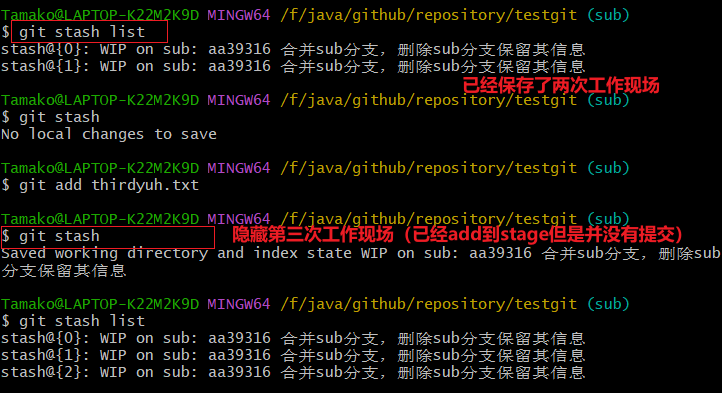 Tamako@LAPTOP-K22M2K9D MINGW64 /f/java/github/repository/testgit (sub)
$ git stash list
stash@{0}: WIP on sub: aa39316 合并sub分支，删除sub分支保留其信息
stash@{1}: WIP on sub: aa39316 合并sub分支，删除sub分支保留其信息
已经保存了两次工作现场
Tamako@LAPTOP-K22M2K9D MINGW64 /f/java/github/repository/testgit (sub)
$ git stash
No local changes to save
Tamako@LAPTOP-K22M2K9D MINGW64 /f/java/github/repository/testgit (sub)
$ git add thirdyuh.txt
Tamako@LAPTOP-K22M2K9D MINGW64 /f/java/github/repository/testgit (sub)
$ git stash
隐藏第三次工作现场（已经add到stage但是并没有提交）
Saved working directory and index state WIP on sub: aa39316 合并sub分支，删除sub
分支保留其信息
Tamako@LAPTOP-K22M2K9D MINGW64 /f/java/github/repository/testgit (sub)
$ git stash list
stash@{0}: WIP on sub: aa39316 合并sub分支，删除sub分支保留其信息
stash@{1}: WIP on sub: aa39316 合并sub分支，删除sub分支保留其信息
stash@{2}: WIP on sub: aa39316 合并sub分支，删除sub分支保留其信息